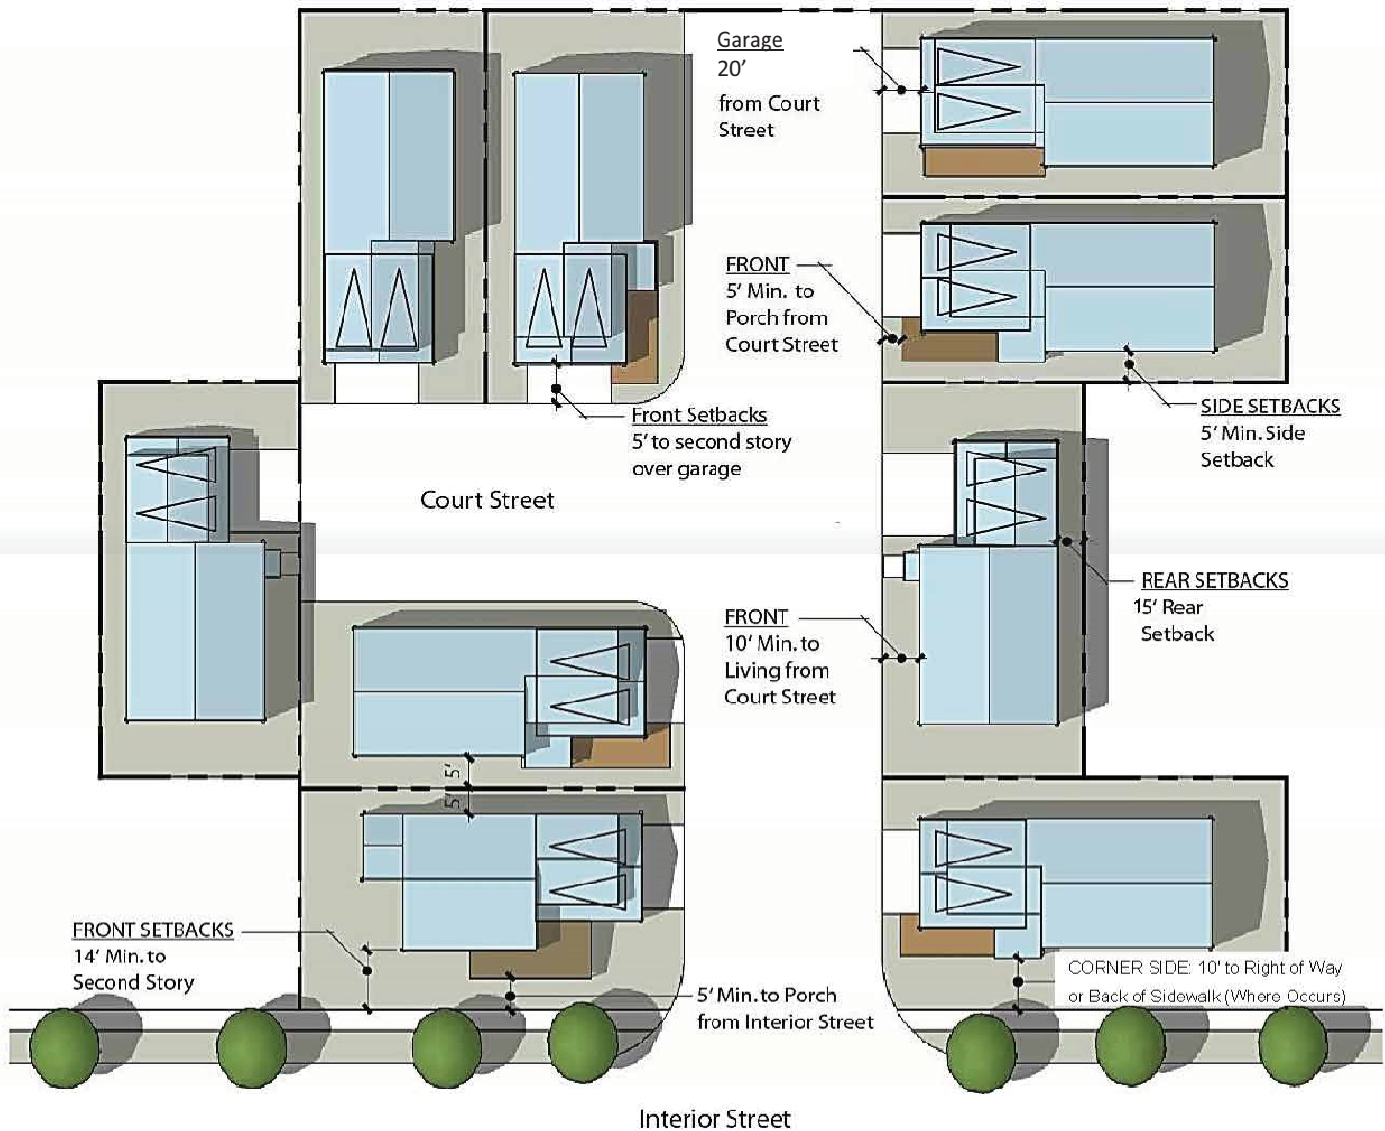 Garage
20’
from Court
Street
FRONT
5’ Min. to
Porch from
Court Street
Front Setbacks
5’ to second story
over garage
SIDE SETBACKS
5’ Min. Side
Setback
Court Street
REAR SETBACKS
15’ Rear
Setback
FRONT
10’ Min. to
Living from
Court Street
5’
5’
FRONT SETBACKS
14’ Min. to
Second Story
5’ Min. to Porch
from Interior Street
CORNER SIDE: 10' to Right of Way
or Back of Sidewalk (Where Occurs)
Interior Street